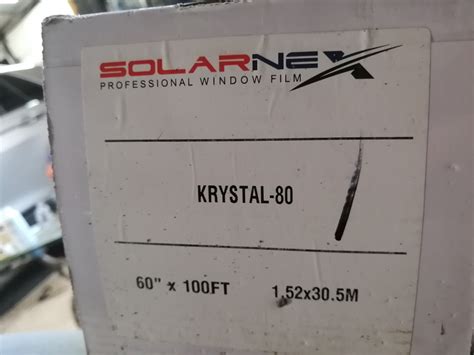 SOLARNEX
PROFESSIONAL WINDOW FILM
KRYSTAL-80
60" x 100FT 1.52x30.5M